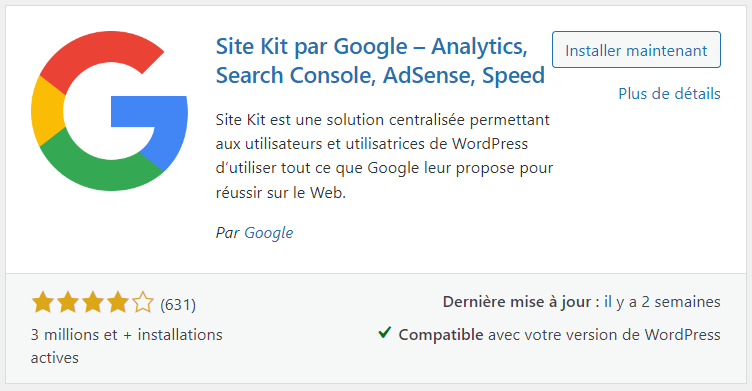 Site Kit par Google – Analytics,
Search Console, AdSense, Speed
Installer maintenant
Plus de détails
Site Kit est une solution centralisée permettant
aux utilisateurs et utilisatrices de WordPress
d’utiliser tout ce que Google leur propose pour
réussir sur le Web.
Par Google
(631)
3 millions et + installations
actives
Dernière mise à jour : il y a 2 semaines
Compatible avec votre version de WordPress